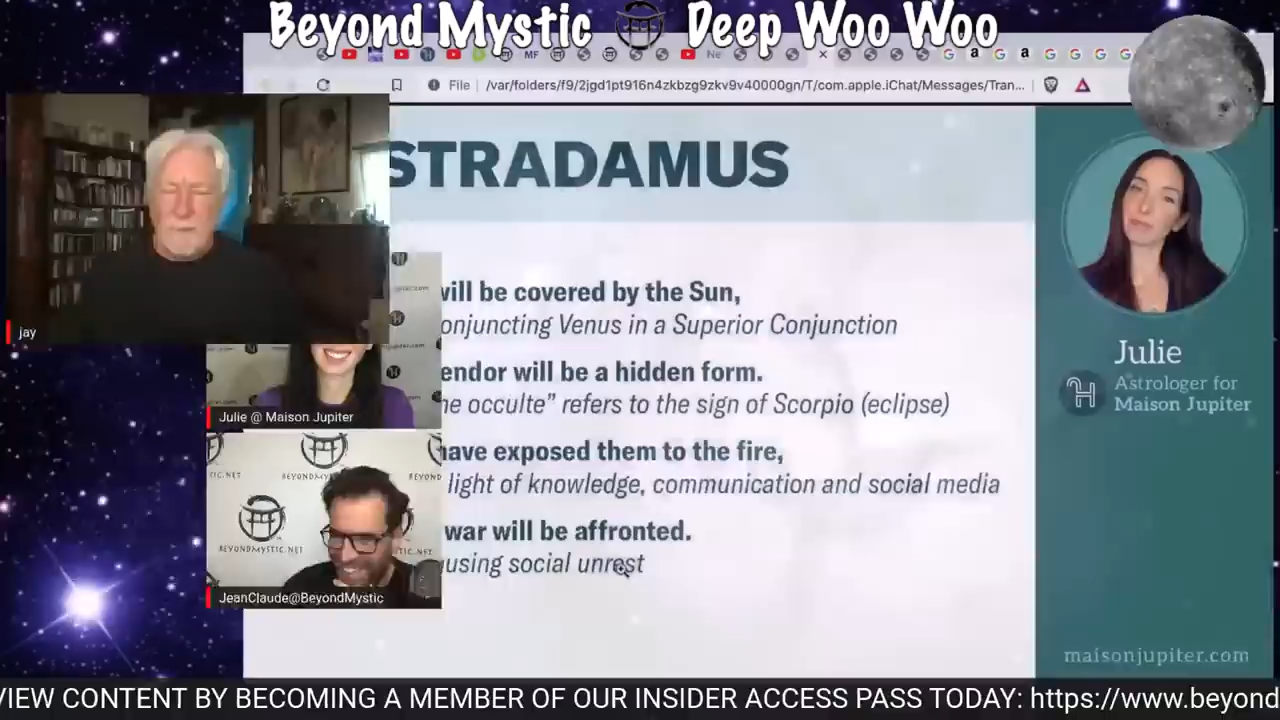 Beyond Mystic Deep Woo Woo
File /var/folders/f9/2jgd1pt916n4zkbzg9zkv9v40000gn/T/com.apple.iChat/Messages/Tran...
STRADAMUS
will be covered by the Sun,
onjuncting Venus in a Superior Conjunction
endor will be a hidden form.
ne occulte” refers to the sign of Scorpio (eclipse)
have exposed them to the fire,
light of knowledge, communication and social media
war will be affronted.
using social unrest
jay
Julie @ Maison Jupiter
BEYONDMYSTIC.NET
JeanClaude@BeyondMystic
Julie
Astrologer for
Maison Jupiter
maisonjupiter.com
VIEW CONTENT BY BECOMING A MEMBER OF OUR INSIDER ACCESS PASS TODAY: https://www.beyond